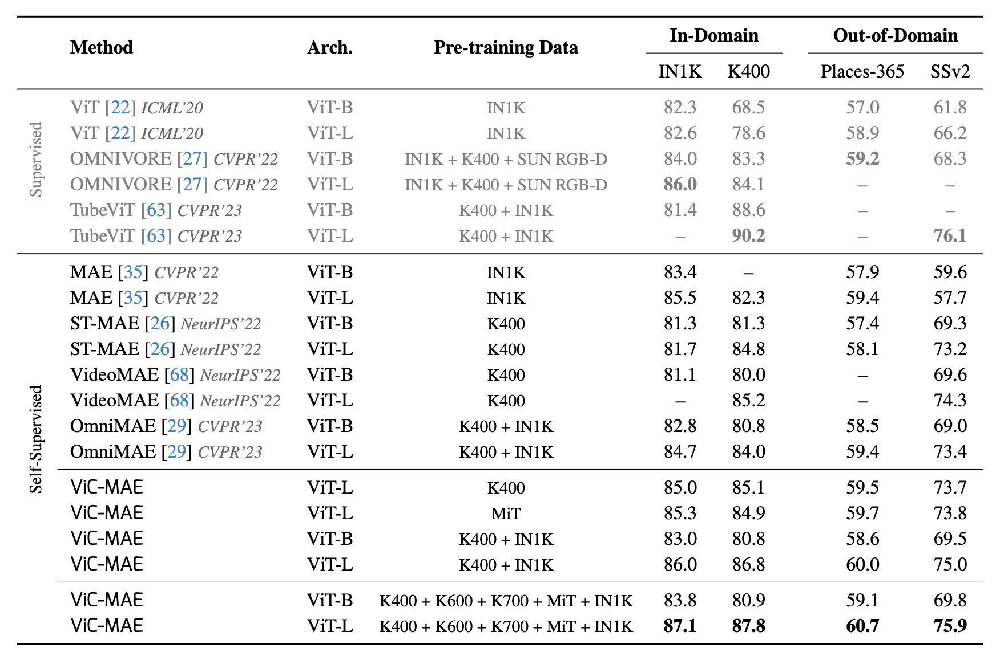 Method Arch. Pre-training Data In-Domain Out-of-Domain
IN1K K400 Places-365 SSv2
Supervised
ViT [22] ICML’20 ViT-B IN1K 82.3 68.5 57.0 61.8
ViT [22] ICML’20 ViT-L IN1K 82.6 78.6 58.9 66.2
OMNIVORE [27] CVPR’22 ViT-B IN1K + K400 + SUN RGB-D 84.0 83.3 59.2 68.3
OMNIVORE [27] CVPR’22 ViT-L IN1K + K400 + SUN RGB-D 86.0 84.1 – –
TubeViT [63] CVPR’23 ViT-B K400 + IN1K 81.4 88.6 – –
TubeViT [63] CVPR’23 ViT-L K400 + IN1K – 90.2 – 76.1
Self-Supervised
MAE [35] CVPR’22 ViT-B IN1K 83.4 – 57.9 59.6
MAE [35] CVPR’22 ViT-L IN1K 85.5 82.3 59.4 57.7
ST-MAE [26] NeurIPS’22 ViT-B K400 81.3 81.3 57.4 69.3
ST-MAE [26] NeurIPS’22 ViT-L K400 81.7 84.8 58.1 73.2
VideoMAE [68] NeurIPS’22 ViT-B K400 81.1 80.0 – 69.6
VideoMAE [68] NeurIPS’22 ViT-L K400 – 85.2 – 74.3
OmniMAE [29] CVPR’23 ViT-B K400 + IN1K 82.8 80.8 58.5 69.0
OmniMAE [29] CVPR’23 ViT-L K400 + IN1K 84.7 84.0 59.4 73.4
ViC-MAE ViT-L K400 85.0 85.1 59.5 73.7
ViC-MAE ViT-L MiT 85.3 84.9 59.7 73.8
ViC-MAE ViT-B K400 + IN1K 83.0 80.8 58.6 69.5
ViC-MAE ViT-L K400 + IN1K 86.0 86.8 60.0 75.0
ViC-MAE ViT-B K400 + K600 + K700 + MiT + IN1K 83.8 80.9 59.1 69.8
ViC-MAE ViT-L K400 + K600 + K700 + MiT + IN1K 87.1 87.8 60.7 75.9